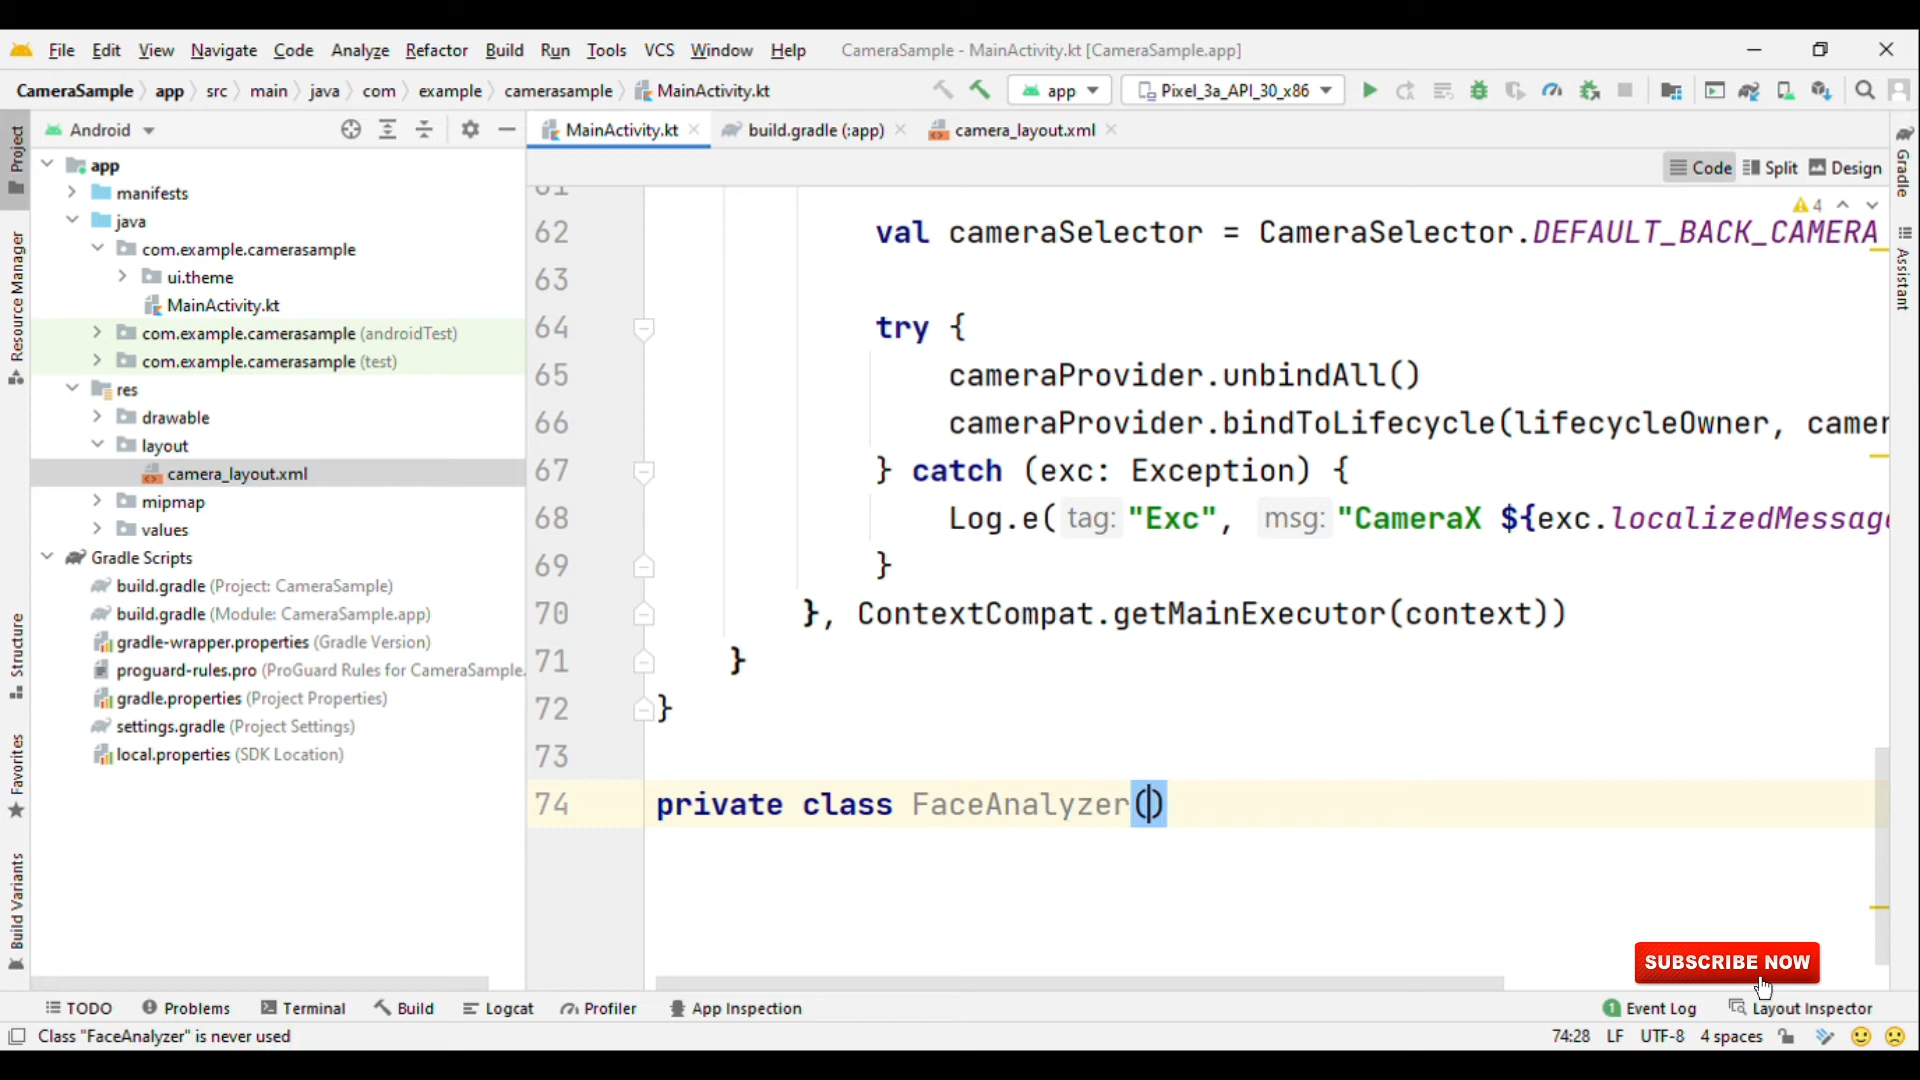 File Edit View Navigate Code Analyze Refactor Build Run Tools VCS Window Help CameraSample - MainActivity.kt [CameraSample.app]
CameraSample app src main java com example camerasample MainActivity.kt app Pixel_3a_API_30_x86
Android MainActivity.kt build.gradle (:app) camera_layout.xml
Code Split Design
Project
Resource Manager
Structure
Favorites
Build Variants
app
manifests
java
com.example.camerasample
ui.theme
MainActivity.kt
com.example.camerasample (androidTest)
com.example.camerasample (test)
res
drawable
layout
camera_layout.xml
mipmap
values
Gradle Scripts
build.gradle (Project: CameraSample)
build.gradle (Module: CameraSample.app)
gradle-wrapper.properties (Gradle Version)
proguard-rules.pro (ProGuard Rules for CameraSample.
gradle.properties (Project Properties)
settings.gradle (Project Settings)
local.properties (SDK Location)
4
61
62 val cameraSelector = CameraSelector.DEFAULT_BACK_CAMERA
63
64 try {
65 cameraProvider.unbindAll()
66 cameraProvider.bindToLifecycle(lifecycleOwner, camer
67 } catch (exc: Exception) {
68 Log.e( tag: "Exc", msg: "CameraX ${exc.localizedMessage
69 }
70 }, ContextCompat.getMainExecutor(context))
71 }
72 }
73
74 private class FaceAnalyzer()
Gradle
Assistant
SUBSCRIBE NOW
TODO Problems Terminal Build Logcat Profiler App Inspection 1 Event Log Layout Inspector
Class "FaceAnalyzer" is never used 74:28 LF UTF-8 4 spaces